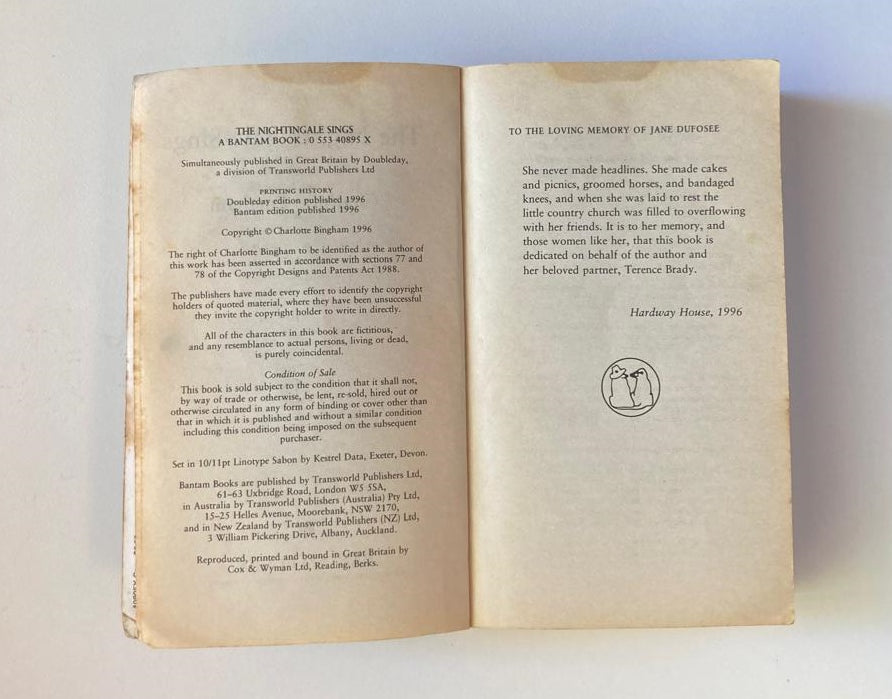 THE NIGHTINGALE SINGS
A BANTAM BOOK : 0 553 40895 X
Simultaneously published in Great Britain by Doubleday,
a division of Transworld Publishers Ltd
PRINTING HISTORY
Doubleday edition published 1996
Bantam edition published 1996
Copyright © Charlotte Bingham 1996
The right of Charlotte Bingham to be identified as the author of
this work has been asserted in accordance with sections 77 and
78 of the Copyright Designs and Patents Act 1988.
The publishers have made every effort to identify the copyright
holders of quoted material, where they have been unsuccessful
they invite the copyright holder to write in directly.
All of the characters in this book are fictitious,
and any resemblance to actual persons, living or dead,
is purely coincidental.
Condition of Sale
This book is sold subject to the condition that it shall not,
by way of trade or otherwise, be lent, re-sold, hired out or
otherwise circulated in any form of binding or cover other than
that in which it is published and without a similar condition
including this condition being imposed on the subsequent
purchaser.
Set in 10/11pt Linotype Sabon by Kestrel Data, Exeter, Devon.
Bantam Books are published by Transworld Publishers Ltd,
61–63 Uxbridge Road, London W5 5SA,
in Australia by Transworld Publishers (Australia) Pty Ltd,
15–25 Helles Avenue, Moorebank, NSW 2170,
and in New Zealand by Transworld Publishers (NZ) Ltd,
3 William Pickering Drive, Albany, Auckland.
Reproduced, printed and bound in Great Britain by
Cox & Wyman Ltd, Reading, Berks.
TO THE LOVING MEMORY OF JANE DUFOSEE
She never made headlines. She made cakes
and picnics, groomed horses, and bandaged
knees, and when she was laid to rest the
little country church was filled to overflowing
with her friends. It is to her memory, and
those women like her, that this book is
dedicated on behalf of the author and
her beloved partner, Terence Brady.
Hardway House, 1996